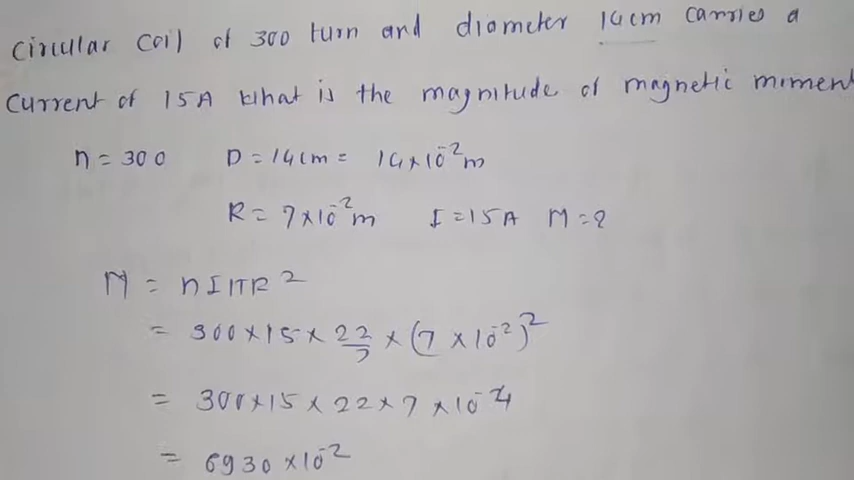 Circular coil of 300 turn and diameter 14cm carries a
Current of 15A What is the magnitude of magnetic moment
n = 300 D = 14cm = 14×10⁻²m
R = 7×10⁻²m I = 15A M = ?
M = nIπR²
= 300×15×22/7×(7×10⁻²)²
= 300×15×22×7×10⁻⁴
= 6930×10⁻²